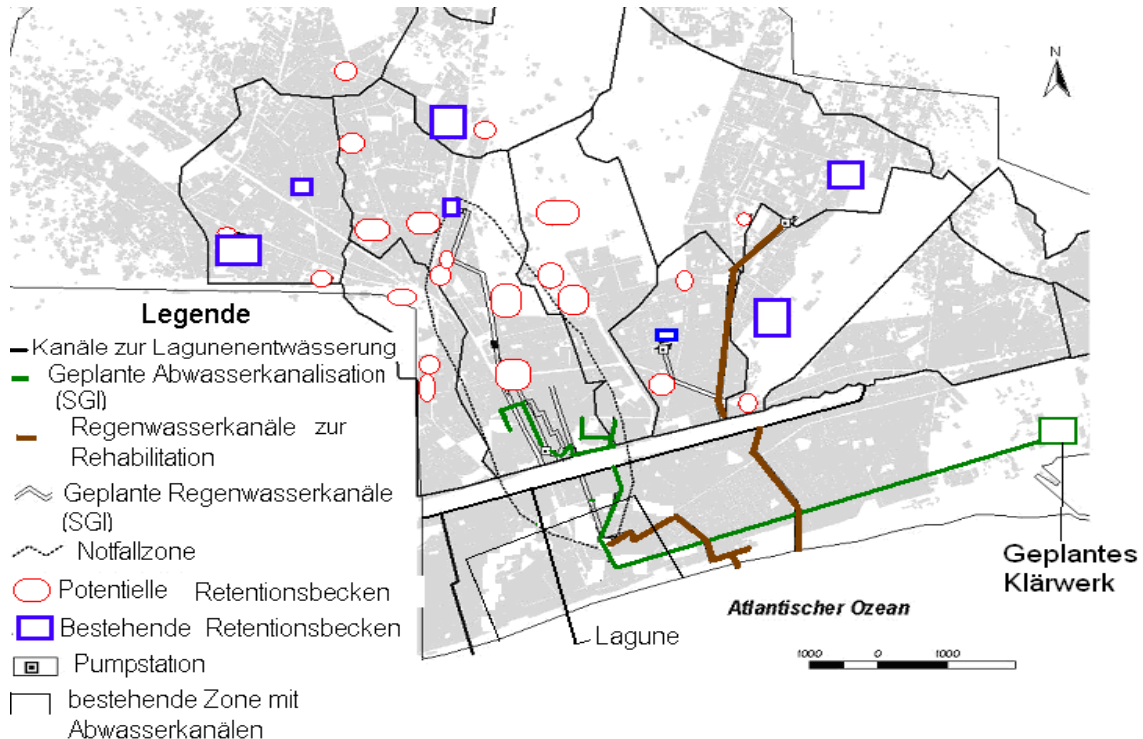 N
Legende
Kanäle zur Lagunenentwässerung
Geplante Abwasserkanalisation
(SGI)
Regenwasserkanäle zur
Rehabilitation
Geplante Regenwasserkanäle
(SGI)
Notfallzone
Potentielle Retentionsbecken
Bestehende Retentionsbecken
Pumpstation
bestehende Zone mit
Abwasserkanälen
Geplantes
Klärwerk
Atlantischer Ozean
Lagune
1000 0 1000